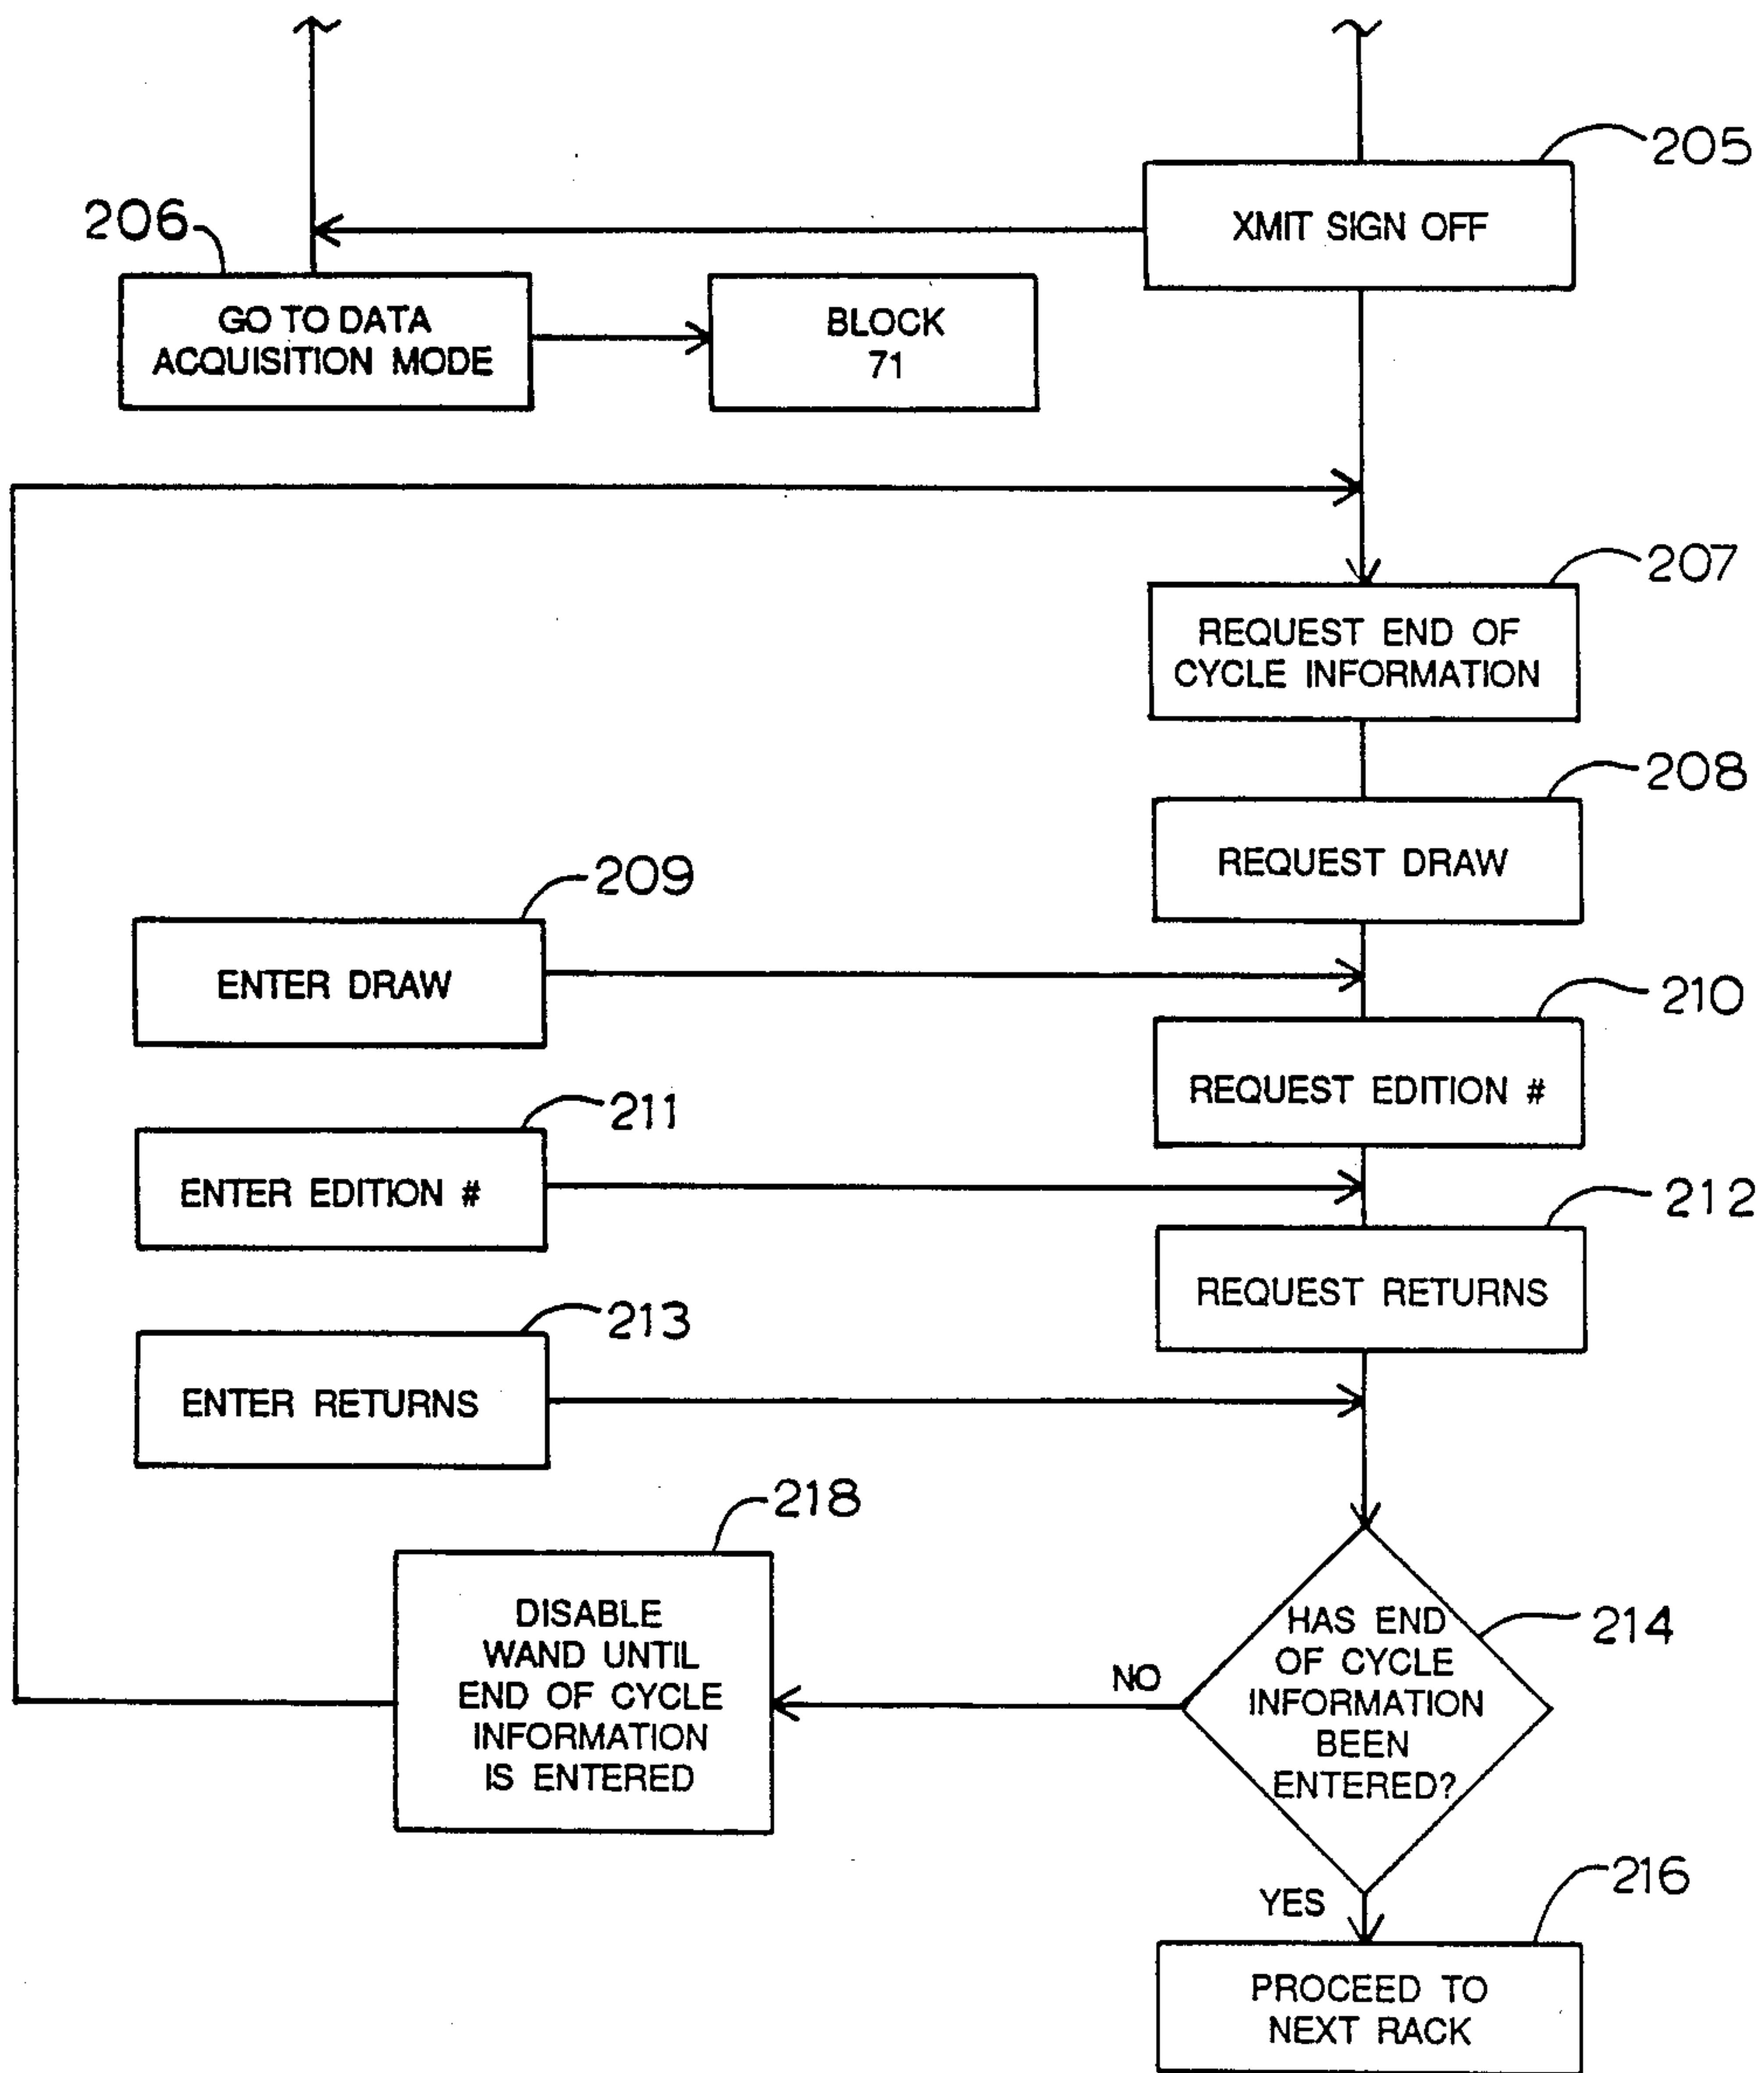 205
XMIT SIGN OFF
206
GO TO DATA
ACQUISITION MODE
BLOCK
71
207
REQUEST END OF
CYCLE INFORMATION
208
REQUEST DRAW
209
ENTER DRAW
210
REQUEST EDITION #
211
ENTER EDITION #
212
REQUEST RETURNS
213
ENTER RETURNS
218
DISABLE
WAND UNTIL
END OF CYCLE
INFORMATION
IS ENTERED
NO
214
HAS END
OF CYCLE
INFORMATION
BEEN
ENTERED?
YES
216
PROCEED TO
NEXT RACK